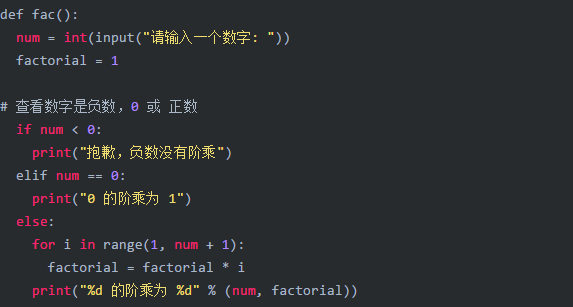 def fac():
  num = int(input("请输入一个数字: "))
  factorial = 1
# 查看数字是负数，0 或 正数
  if num < 0:
    print("抱歉，负数没有阶乘")
  elif num == 0:
    print("0 的阶乘为 1")
  else:
    for i in range(1, num + 1):
      factorial = factorial * i
    print("%d 的阶乘为 %d" % (num, factorial))